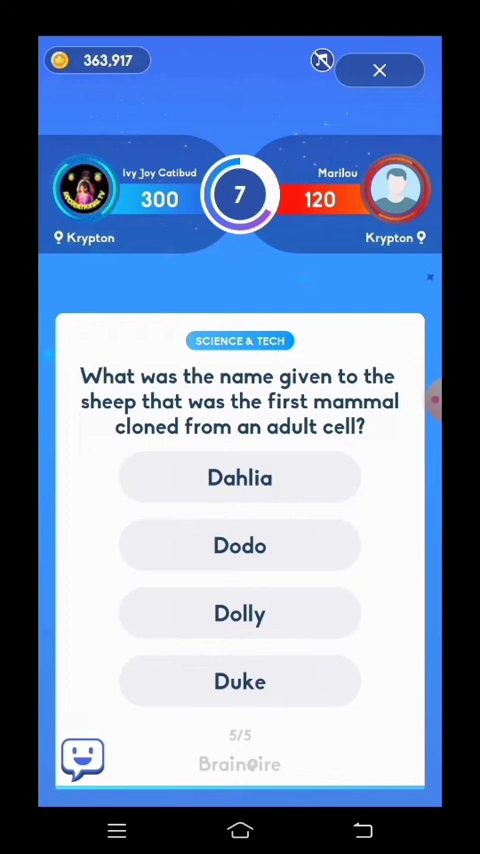 363,917
Ivy Joy Catibud
Marilou
300
7
120
Krypton
Krypton
SCIENCE & TECH
What was the name given to the
sheep that was the first mammal
cloned from an adult cell?
Dahlia
Dodo
Dolly
Duke
5/5
Brainoire